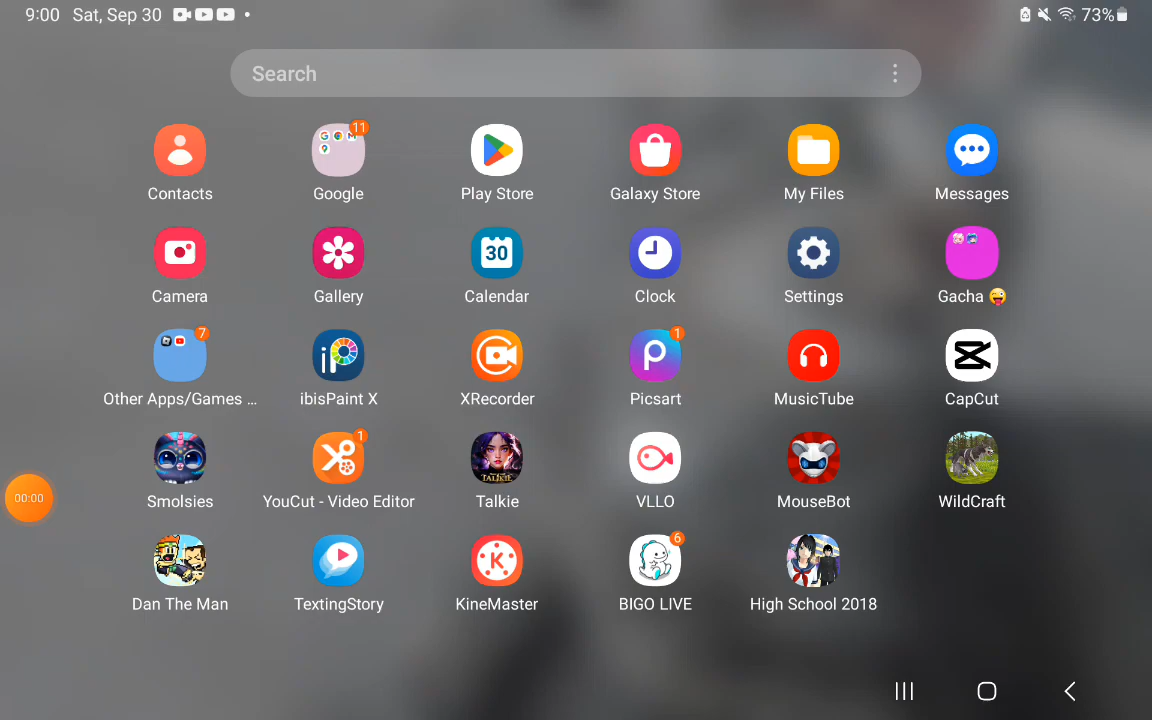 9:00 Sat, Sep 30 73%
Search
11
Contacts Google Play Store Galaxy Store My Files Messages
30
Camera Gallery Calendar Clock Settings Gacha 😜
7 1
Other Apps/Games ... ibisPaint X XRecorder Picsart MusicTube CapCut
1
TALKIE
00:00
Smolsies YouCut - Video Editor Talkie VLLO MouseBot WildCraft
6
K
Dan The Man TextingStory KineMaster BIGO LIVE High School 2018